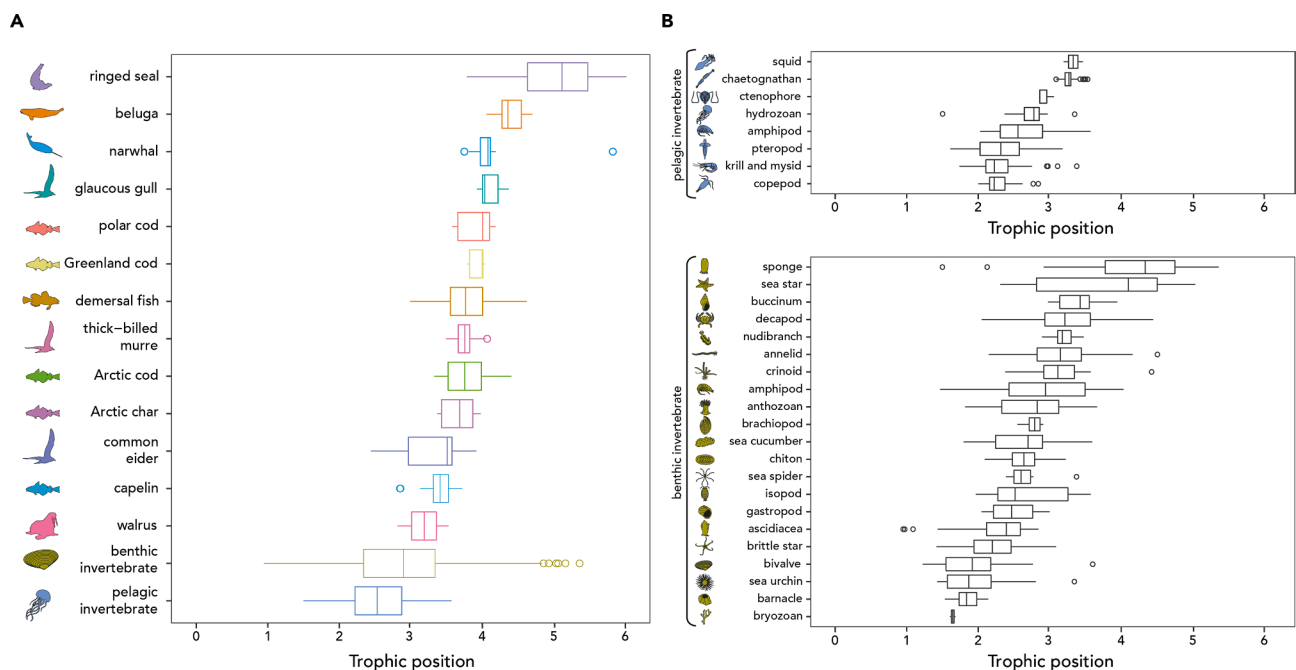 A
ringed seal
beluga
narwhal
glaucous gull
polar cod
Greenland cod
demersal fish
thick−billed
murre
Arctic cod
Arctic char
common
eider
capelin
walrus
benthic
invertebrate
pelagic
invertebrate
0 1 2 3 4 5 6
Trophic position
B
pelagic invertebrate
squid
chaetognathan
ctenophore
hydrozoan
amphipod
pteropod
krill and mysid
copepod
0 1 2 3 4 5 6
Trophic position
benthic invertebrate
sponge
sea star
buccinum
decapod
nudibranch
annelid
crinoid
amphipod
anthozoan
brachiopod
sea cucumber
chiton
sea spider
isopod
gastropod
ascidiacea
brittle star
bivalve
sea urchin
barnacle
bryozoan
0 1 2 3 4 5 6
Trophic position